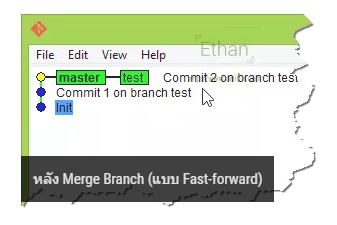 Ethan
File Edit View Help
master test Commit 2 on branch test
Commit 1 on branch test
Init
หลัง Merge Branch (แบบ Fast-forward)